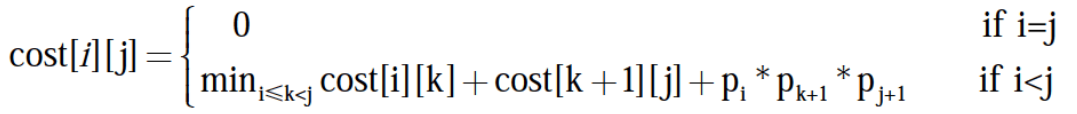 cost[i][j] = { 0 if i=j
min_{i⩽k<j} cost[i][k] + cost[k+1][j] + p_i * p_{k+1} * p_{j+1} if i<j